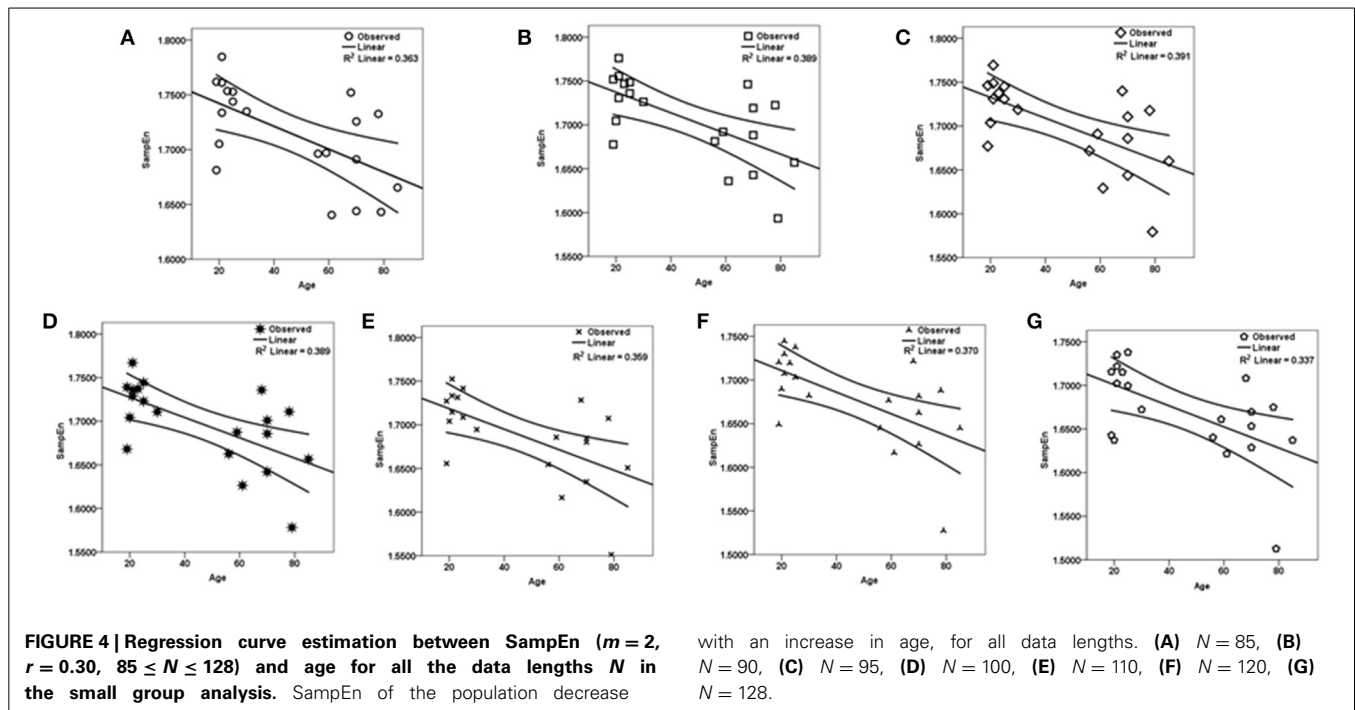 A
1.8000
1.7500
1.7000
1.6500
1.6000
SampEn
20 40 60 80
Age
Observed
Linear
R² Linear = 0.363
B
1.8000
1.7500
1.7000
1.6500
1.6000
1.5500
SampEn
20 40 60 80
Age
Observed
Linear
R² Linear = 0.389
C
1.8000
1.7500
1.7000
1.6500
1.6000
1.5500
SampEn
20 40 60 80
Age
Observed
Linear
R² Linear = 0.391
D
1.8000
1.7500
1.7000
1.6500
1.6000
1.5500
SampEn
20 40 60 80
Age
Observed
Linear
R² Linear = 0.389
E
1.8000
1.7500
1.7000
1.6500
1.6000
1.5500
SampEn
20 40 60 80
Age
Observed
Linear
R² Linear = 0.359
F
1.7500
1.7000
1.6500
1.6000
1.5500
1.5000
SampEn
20 40 60 80
Age
Observed
Linear
R² Linear = 0.370
G
1.7500
1.7000
1.6500
1.6000
1.5500
1.5000
SampEn
20 40 60 80
Age
Observed
Linear
R² Linear = 0.337
FIGURE 4 | Regression curve estimation between SampEn (m = 2,
r = 0.30, 85 ≤ N ≤ 128) and age for all the data lengths N in
the small group analysis. SampEn of the population decrease
with an increase in age, for all data lengths. (A) N = 85, (B)
N = 90, (C) N = 95, (D) N = 100, (E) N = 110, (F) N = 120, (G)
N = 128.